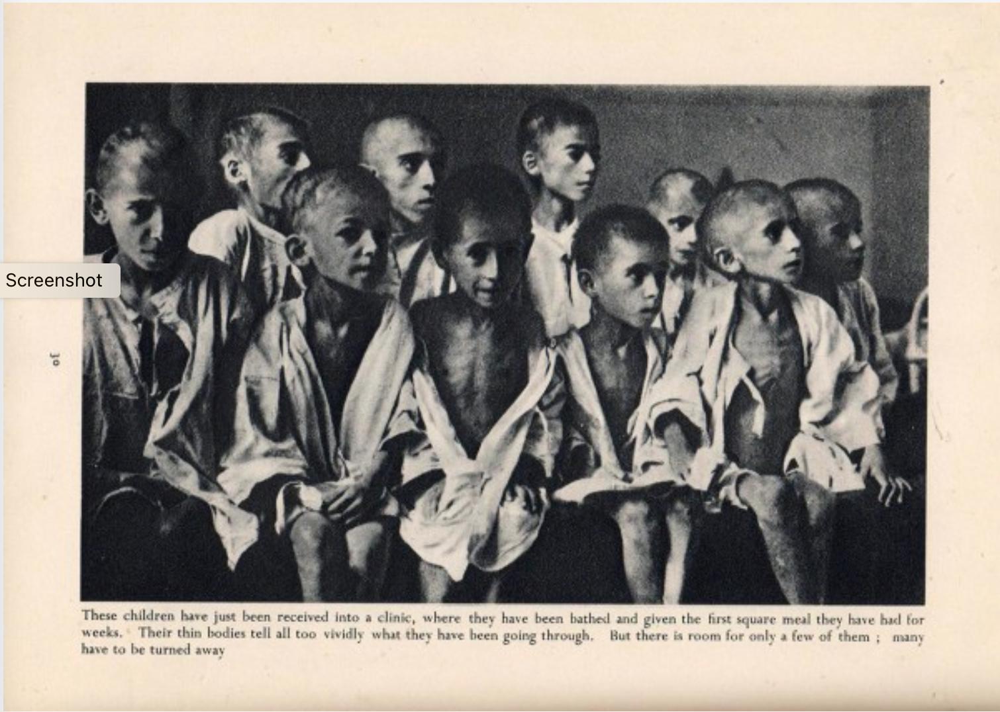 Screenshot
30
These children have just been received into a clinic, where they have been bathed and given the first square meal they have had for
weeks. Their thin bodies tell all too vividly what they have been going through. But there is room for only a few of them ; many
have to be turned away